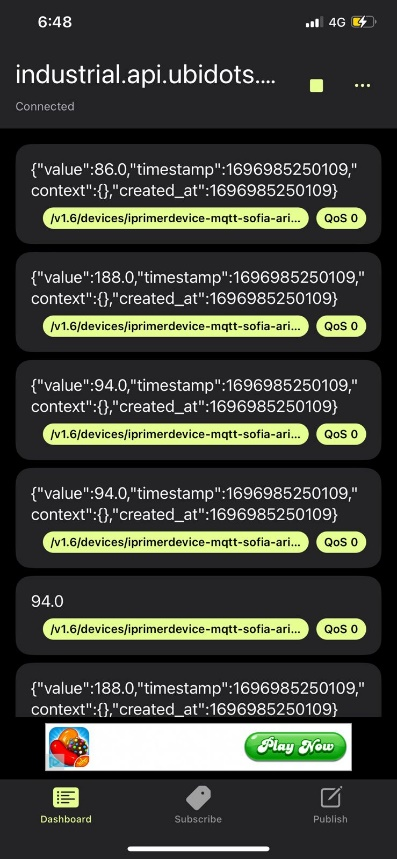 6:48
4G
industrial.api.ubidots....
Connected
{"value":86.0,"timestamp":1696985250109,"
context":{},"created_at":1696985250109}
/v1.6/devices/iprimerdevice-mqtt-sofia-ari... QoS 0
{"value":188.0,"timestamp":1696985250109,"
context":{},"created_at":1696985250109}
/v1.6/devices/iprimerdevice-mqtt-sofia-ari... QoS 0
{"value":94.0,"timestamp":1696985250109,"
context":{},"created_at":1696985250109}
/v1.6/devices/iprimerdevice-mqtt-sofia-ari... QoS 0
{"value":94.0,"timestamp":1696985250109,"
context":{},"created_at":1696985250109}
/v1.6/devices/iprimerdevice-mqtt-sofia-ari... QoS 0
94.0
/v1.6/devices/iprimerdevice-mqtt-sofia-ari... QoS 0
{"value":188.0,"timestamp":1696985250109,"
context":{},"created_at":1696985250109}
Play Now
Dashboard Subscribe Publish